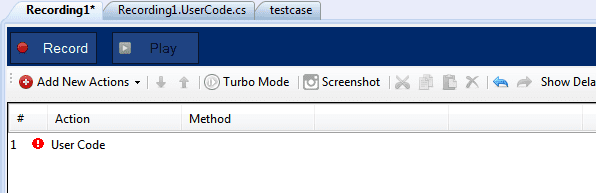 Recording1* Recording1.UserCode.cs testcase
Record Play
Add New Actions Turbo Mode Screenshot Show Dela
# Action Method
1 User Code